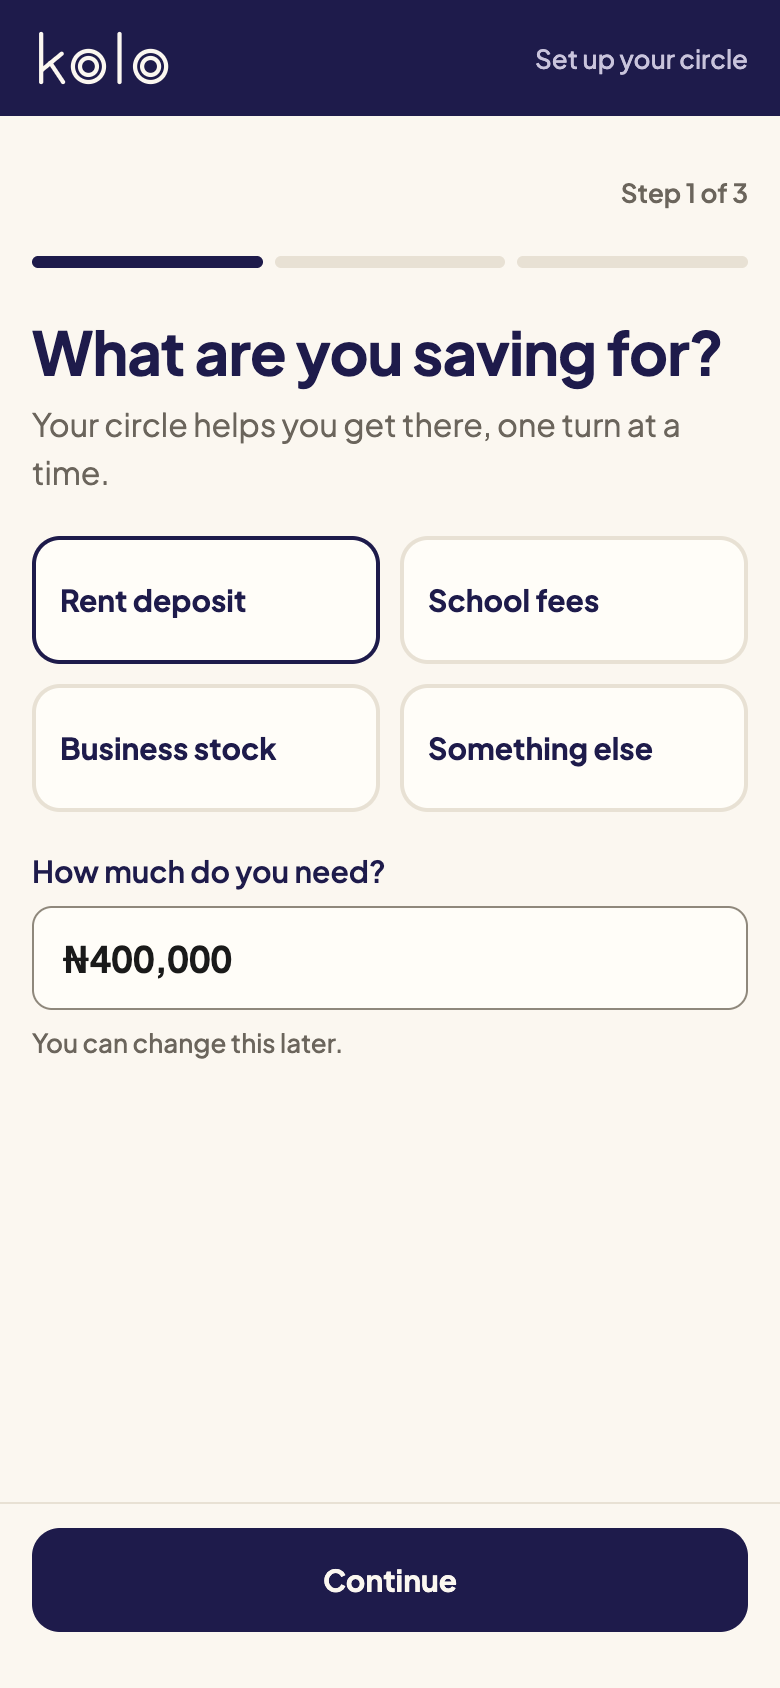 kolo
Set up your circle
Step 1 of 3
What are you saving for?
Your circle helps you get there, one turn at a
time.
Rent deposit
School fees
Business stock
Something else
How much do you need?
₦400,000
You can change this later.
Continue